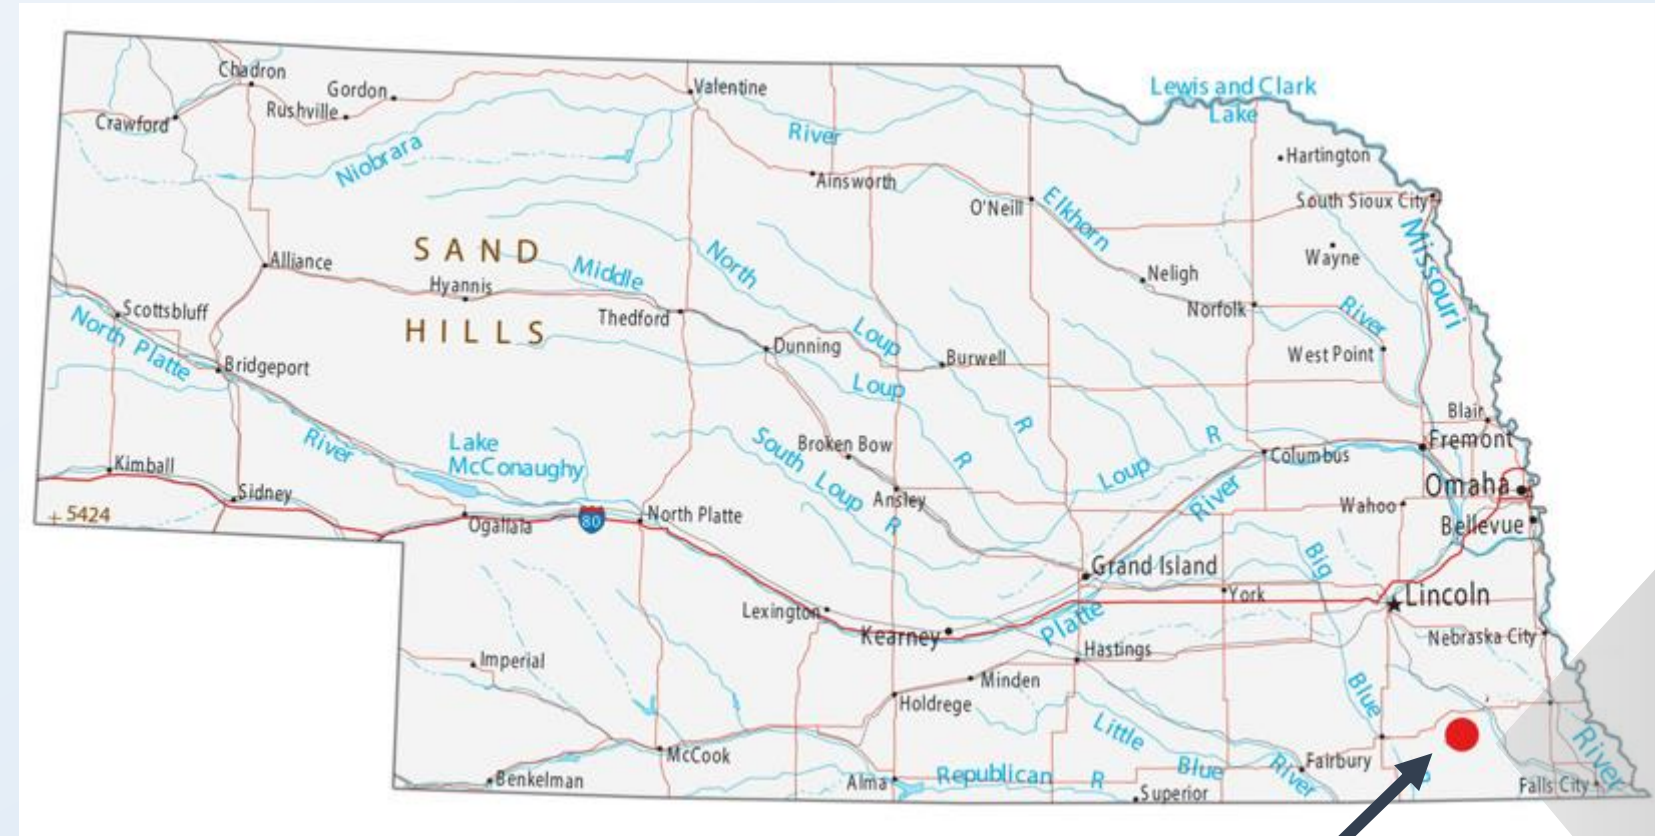 Chadron
Gordon
Rushville
Crawford
Valentine
Lewis and Clark
Lake
River
Niobrara
Hartington
Ainsworth
O'Neill
Elkhorn
South Sioux City
Missouri
SAND
HILLS
Alliance
Hyannis
Middle
North
Wayne
Neligh
Norfolk
River
Scottsbluff
North Platte
Thedford
Dunning
Loup
Burwell
West Point
Bridgeport
Loup
River
Lake
McConaughy
South Loup R
Broken Bow
R
R
R
Loup
Columbus
Blair
Fremont
Kimball
Sidney
Ansley
River
Wahoo
Omaha
+ 5424
Ogallala
80
North Platte
Bellevue
Big
Grand Island
York
Lincoln
Lexington
Kearney
Platte
Nebraska City
Hastings
Imperial
Minden
Holdrege
Blue
Little
McCook
Blue
River
Fairbury
River
Benkelman
Alma
Republican R
Superior
R
Falls City